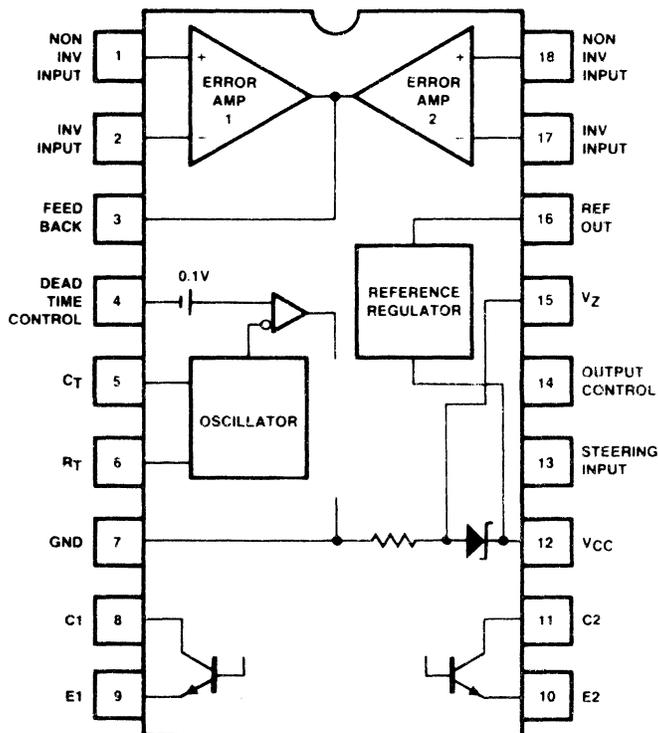 NON
INV
INPUT
1
+
ERROR
AMP
1
ERROR
AMP
2
+
18
NON
INV
INPUT
INV
INPUT
2
−
−
17
INV
INPUT
FEED
BACK
3
16
REF
OUT
DEAD
TIME
CONTROL
4
0.1V
REFERENCE
REGULATOR
15
VZ
CT
5
OSCILLATOR
14
OUTPUT
CONTROL
RT
6
13
STEERING
INPUT
GND
7
12
VCC
C1
8
11
C2
E1
9
10
E2